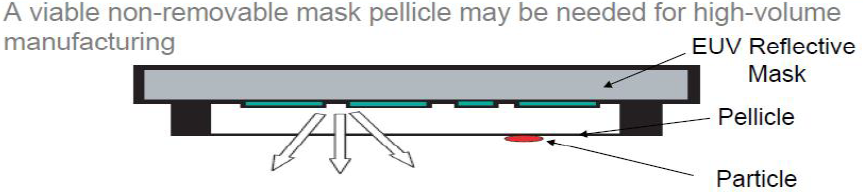 A viable non-removable mask pellicle may be needed for high-volume
manufacturing
EUV Reflective
Mask
Pellicle
Particle